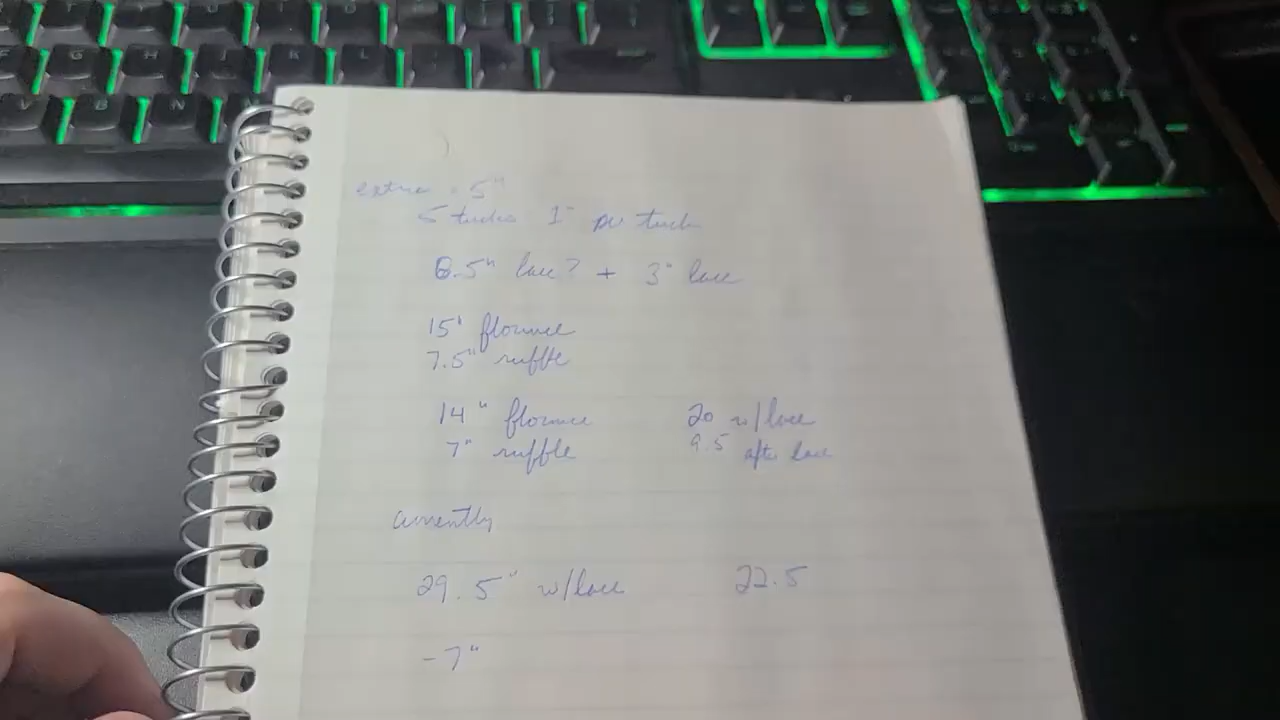 extra = 5"
5 tucks 1" per tuck
6.5" lace? + 3" lace
15" flounce
7.5" ruffle
14" flounce 20 w/lace
7" ruffle 9.5 after lace
currently
29.5" w/lace 22.5
-7"